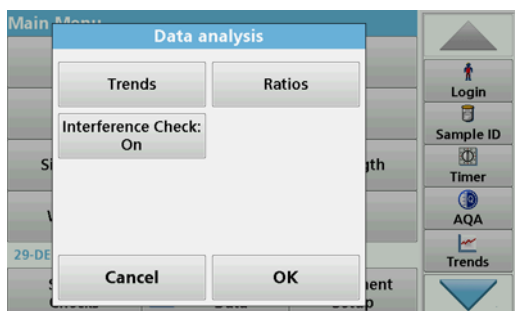 Main Menu
Data analysis
Trends
Ratios
Interference Check:
On
Cancel
OK
29-DE
Login
Sample ID
Timer
AQA
Trends